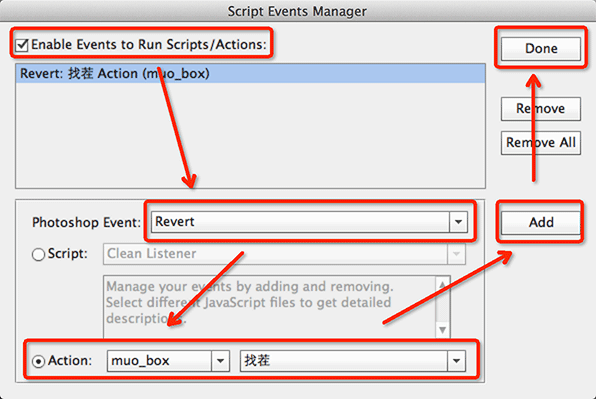 Script Events Manager
Enable Events to Run Scripts/Actions:
Done
Revert: 找茬 Action (muo_box)
Remove
Remove All
Photoshop Event: Revert
Add
Script: Clean Listener
Manage your events by adding and removing.
Select different JavaScript files to get detailed
descriptions.
Action: muo_box 找茬